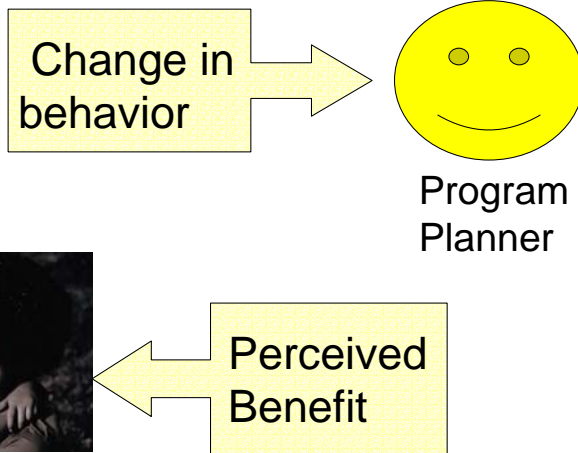 Change in
behavior
Program
Planner
Perceived
Benefit